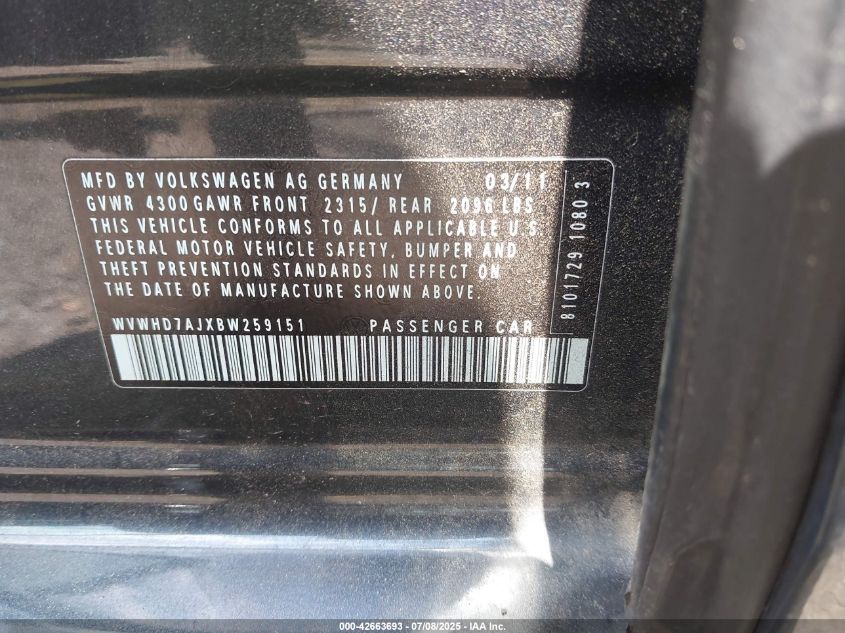 MFD BY VOLKSWAGEN AG GERMANY 03/11
GVWR 4300 GAWR FRONT 2315/ REAR 2096 LBS
THIS VEHICLE CONFORMS TO ALL APPLICABLE U.S.
FEDERAL MOTOR VEHICLE SAFETY, BUMPER AND
THEFT PREVENTION STANDARDS IN EFFECT ON
THE DATE OF MANUFACTURE SHOWN ABOVE.
WVWHD7AJXBW259151 PASSENGER CAR
8101729 1080 3
000-42663693 - 07/08/2025 - IAA Inc.